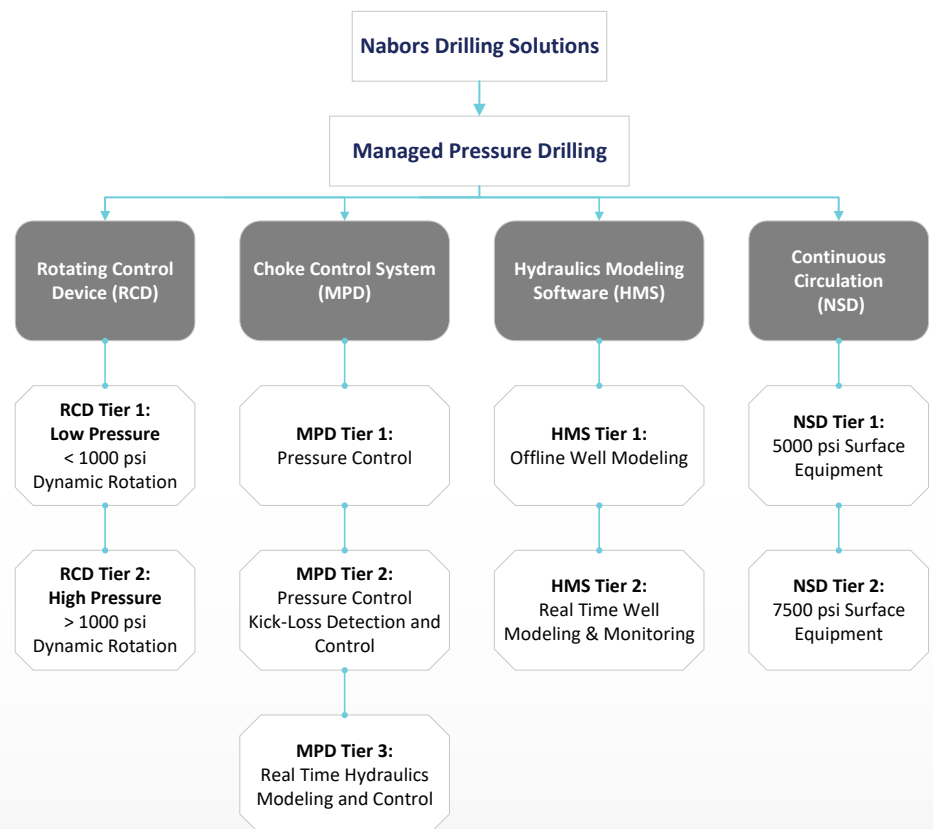 Nabors Drilling Solutions
Managed Pressure Drilling
Rotating Control
Device (RCD)
Choke Control System
(MPD)
Hydraulics Modeling
Software (HMS)
Continuous
Circulation
(NSD)
RCD Tier 1:
Low Pressure
< 1000 psi
Dynamic Rotation
MPD Tier 1:
Pressure Control
HMS Tier 1:
Offline Well Modeling
NSD Tier 1:
5000 psi Surface
Equipment
RCD Tier 2:
High Pressure
> 1000 psi
Dynamic Rotation
MPD Tier 2:
Pressure Control
Kick-Loss Detection and
Control
HMS Tier 2:
Real Time Well
Modeling & Monitoring
NSD Tier 2:
7500 psi Surface
Equipment
MPD Tier 3:
Real Time Hydraulics
Modeling and Control